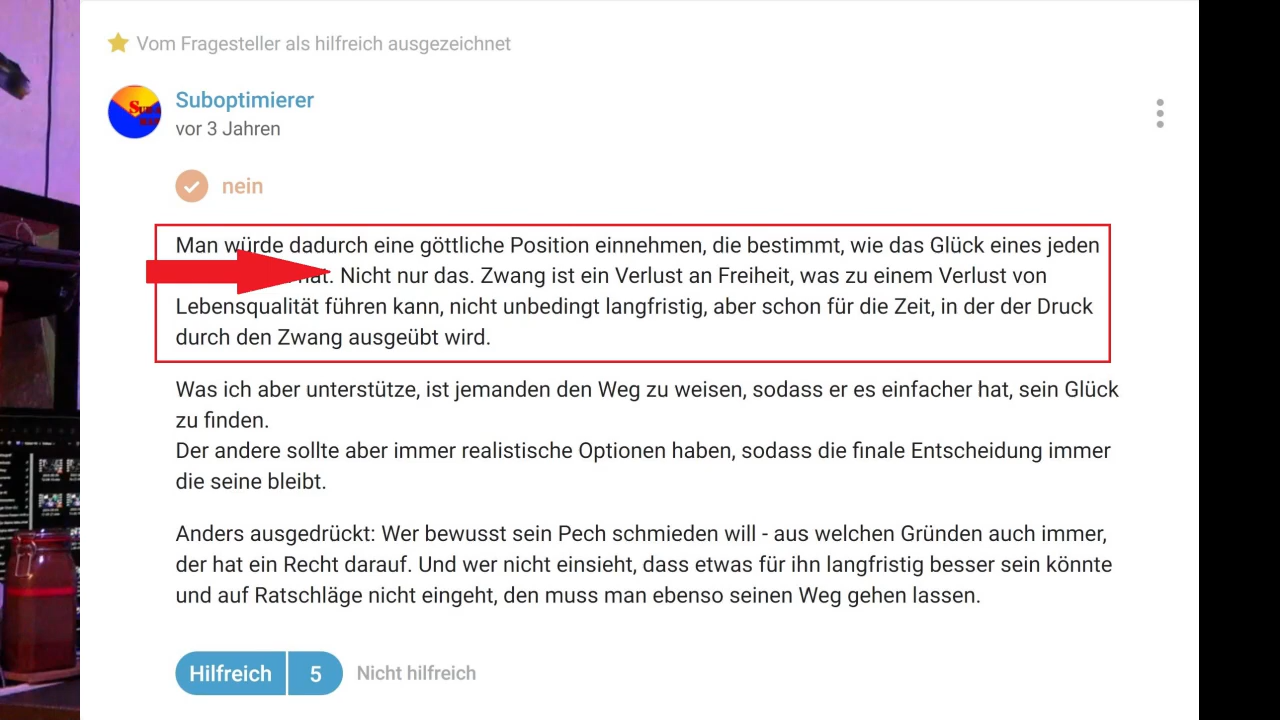 Vom Fragesteller als hilfreich ausgezeichnet
Suboptimierer
vor 3 Jahren
nein
Man würde dadurch eine göttliche Position einnehmen, die bestimmt, wie das Glück eines jeden
hat. Nicht nur das. Zwang ist ein Verlust an Freiheit, was zu einem Verlust von
Lebensqualität führen kann, nicht unbedingt langfristig, aber schon für die Zeit, in der der Druck
durch den Zwang ausgeübt wird.
Was ich aber unterstütze, ist jemanden den Weg zu weisen, sodass er es einfacher hat, sein Glück
zu finden.
Der andere sollte aber immer realistische Optionen haben, sodass die finale Entscheidung immer
die seine bleibt.
Anders ausgedrückt: Wer bewusst sein Pech schmieden will - aus welchen Gründen auch immer,
der hat ein Recht darauf. Und wer nicht einsieht, dass etwas für ihn langfristig besser sein könnte
und auf Ratschläge nicht eingeht, den muss man ebenso seinen Weg gehen lassen.
Hilfreich 5 Nicht hilfreich